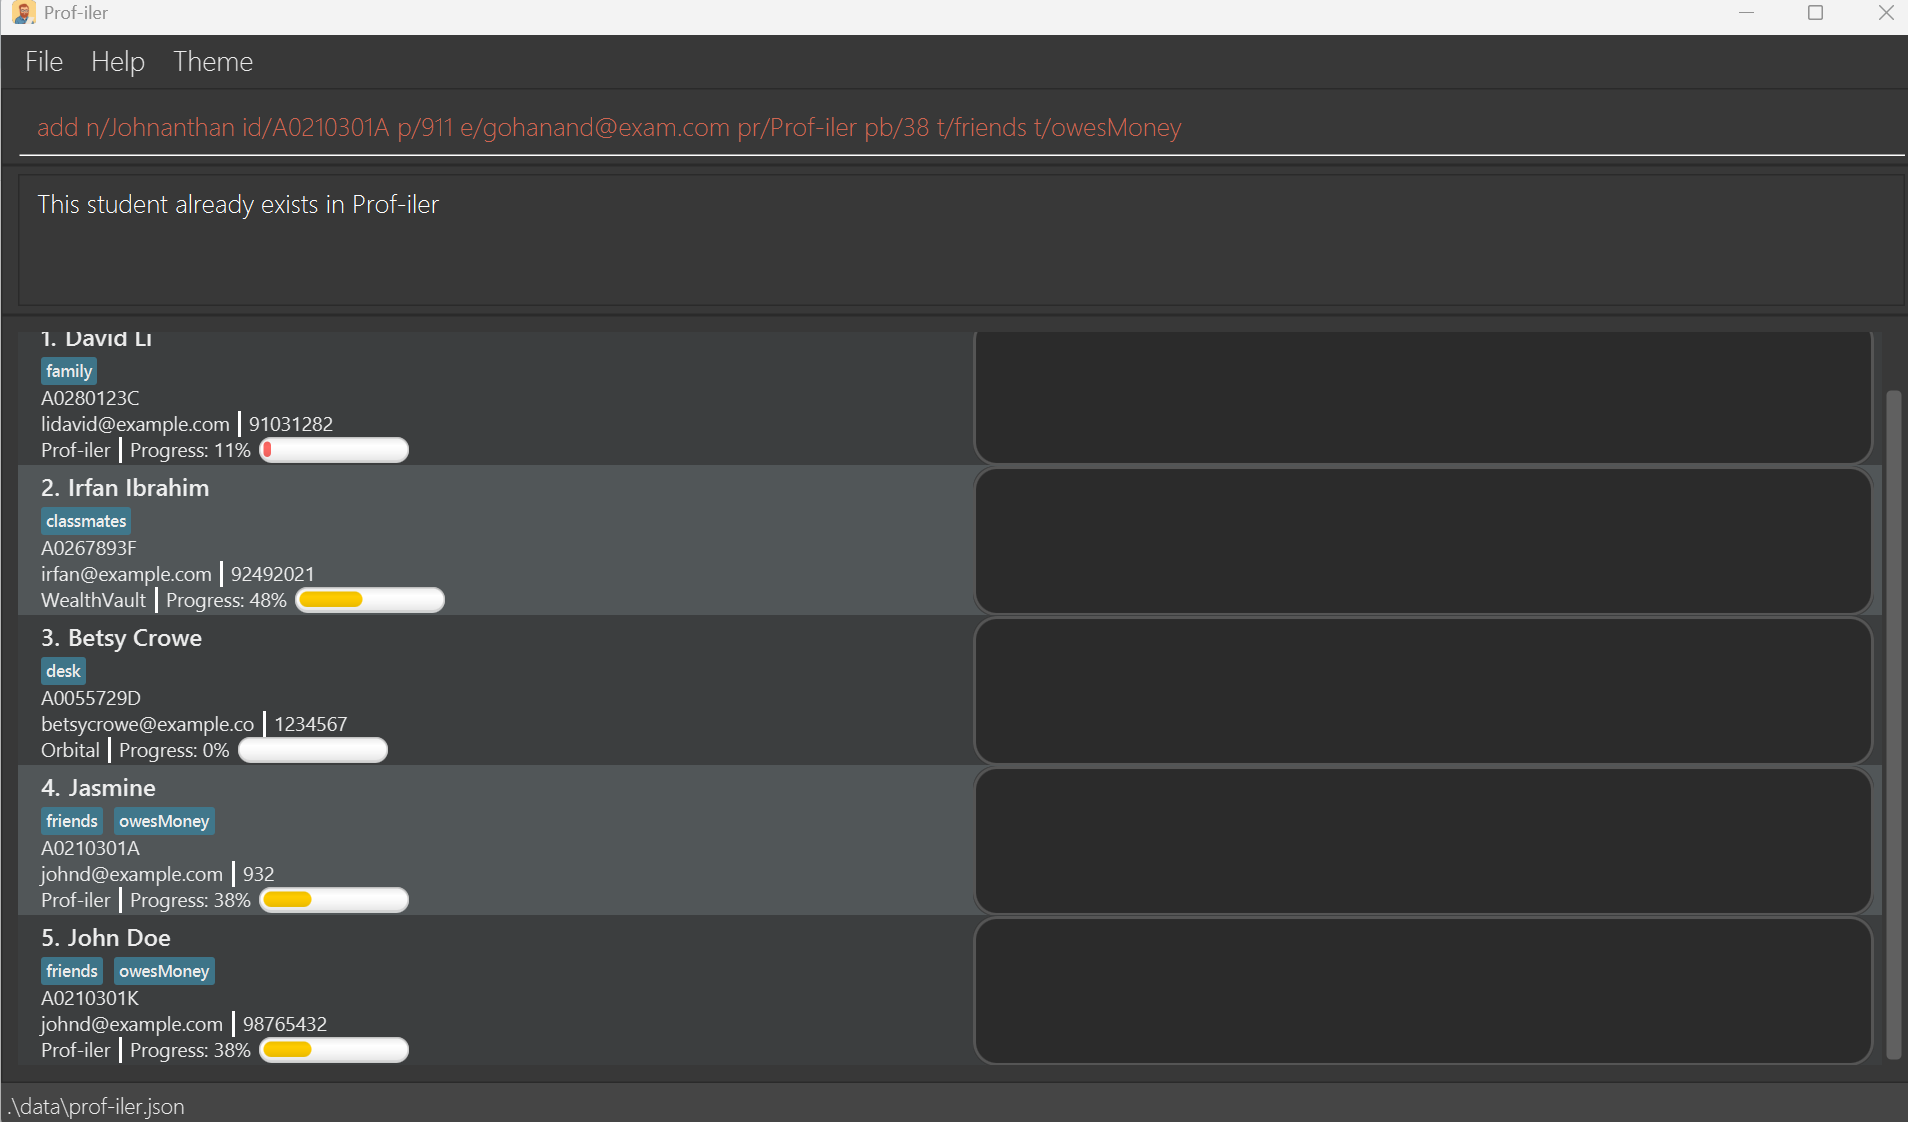 Prof-iler
File Help Theme
add n/Johnanthan id/A0210301A p/911 e/gohanand@exam.com pr/Prof-iler pb/38 t/friends t/owesMoney
This student already exists in Prof-iler
1. David Li
family
A0280123C
lidavid@example.com | 91031282
Prof-iler | Progress: 11%
2. Irfan Ibrahim
classmates
A0267893F
irfan@example.com | 92492021
WealthVault | Progress: 48%
3. Betsy Crowe
desk
A0055729D
betsycrowe@example.co | 1234567
Orbital | Progress: 0%
4. Jasmine
friends owesMoney
A0210301A
johnd@example.com | 932
Prof-iler | Progress: 38%
5. John Doe
friends owesMoney
A0210301K
johnd@example.com | 98765432
Prof-iler | Progress: 38%
.\data\prof-iler.json